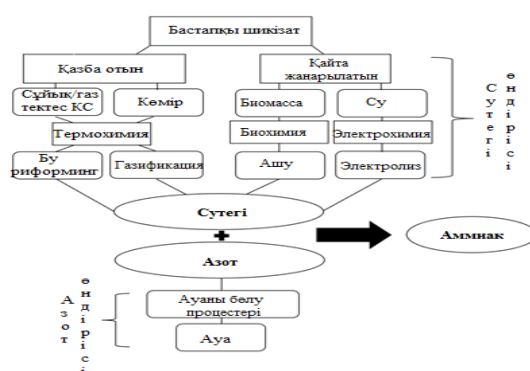 Бастапқы шикізат
Қазба отын
Қайта жанарылатын
Сұйық/газ тектес КС
Көмір
Биомасса
Су
Термохимия
Биохимия
Электрохимия
Бу риформинг
Газификация
Ашу
Электролиз
Сутегі өндірісі
Сутегі
+
Азот
Аммиак
Азот өндірісі
Ауаны бөлу процестері
Ауа